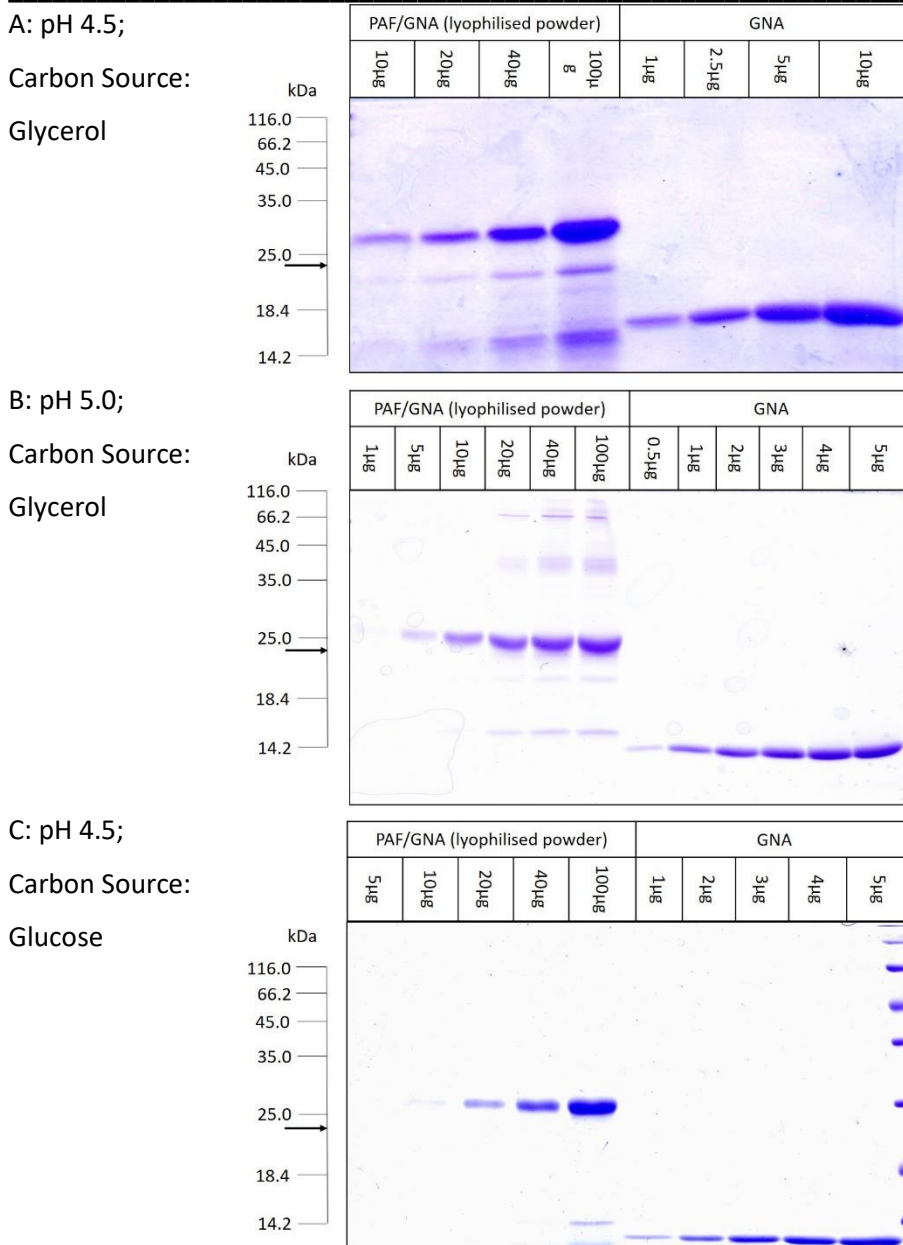 A: pH 4.5;
Carbon Source:
Glycerol
PAF/GNA (lyophilised powder) GNA
10µg 20µg 40µg 100µ
g 1µg 2.5µg 5µg 10µg
kDa
116.0
66.2
45.0
35.0
25.0
18.4
14.2
B: pH 5.0;
Carbon Source:
Glycerol
PAF/GNA (lyophilised powder) GNA
1µg 5µg 10µg 20µg 40µg 100µg 0.5µg 1µg 2µg 3µg 4µg 5µg
kDa
116.0
66.2
45.0
35.0
25.0
18.4
14.2
C: pH 4.5;
Carbon Source:
Glucose
PAF/GNA (lyophilised powder) GNA
5µg 10µg 20µg 40µg 100µg 1µg 2µg 3µg 4µg 5µg
kDa
116.0
66.2
45.0
35.0
25.0
18.4
14.2